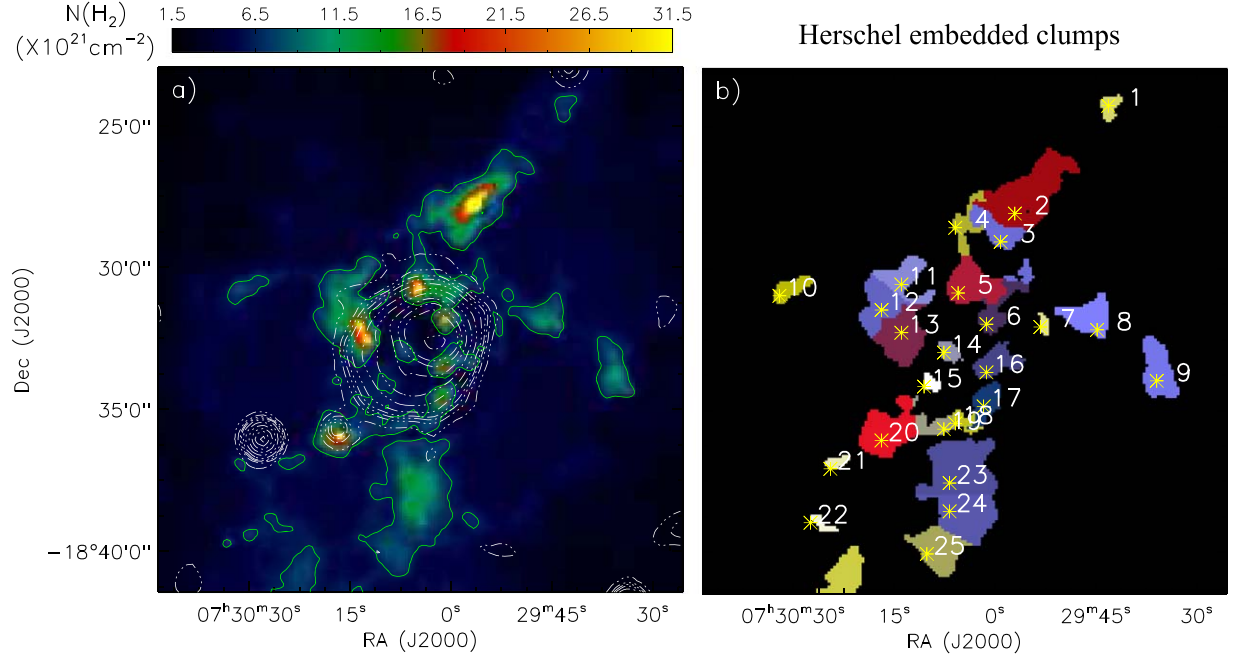 N(H₂) 1.5 6.5 11.5 16.5 21.5 26.5 31.5
(X10²¹cm⁻²)
Herschel embedded clumps
a)
b)
25'0"
30'0"
35'0"
−18°40'0"
Dec (J2000)
1
2
4
3
11
5
10
12
6
7
8
13
14
16
15
9
17
18
19
20
21
23
24
22
25
07ʰ30ᵐ30ˢ 15ˢ 0ˢ 29ᵐ45ˢ 30ˢ
RA (J2000)
07ʰ30ᵐ30ˢ 15ˢ 0ˢ 29ᵐ45ˢ 30ˢ
RA (J2000)